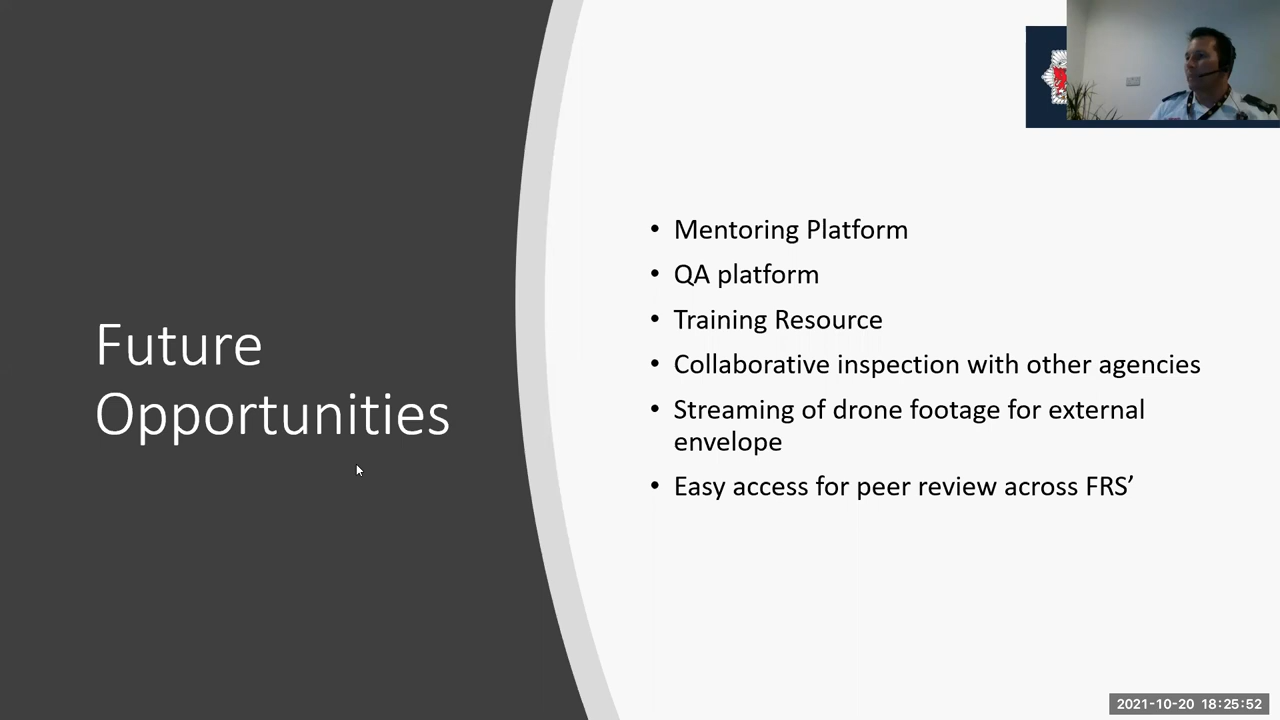 Future
Opportunities
• Mentoring Platform
• QA platform
• Training Resource
• Collaborative inspection with other agencies
• Streaming of drone footage for external
envelope
• Easy access for peer review across FRS’
2021-10-20 18:25:52